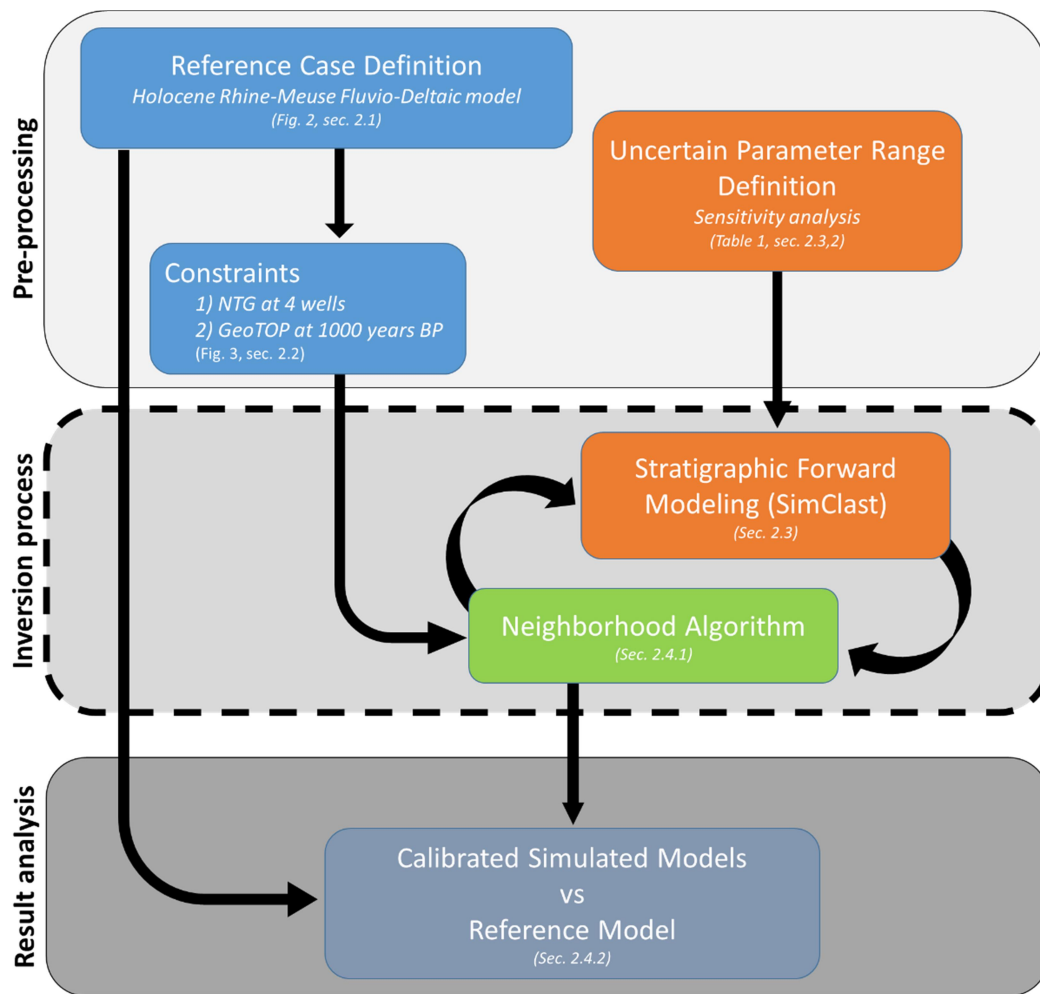 Pre-processing
Reference Case Definition
Holocene Rhine-Meuse Fluvio-Deltaic model
(Fig. 2, sec. 2.1)
Uncertain Parameter Range
Definition
Sensitivity analysis
(Table 1, sec. 2.3,2)
Constraints
1) NTG at 4 wells
2) GeoTOP at 1000 years BP
(Fig. 3, sec. 2.2)
Inversion process
Stratigraphic Forward
Modeling (SimClast)
(Sec. 2.3)
Neighborhood Algorithm
(Sec. 2.4.1)
Result analysis
Calibrated Simulated Models
vs
Reference Model
(Sec. 2.4.2)